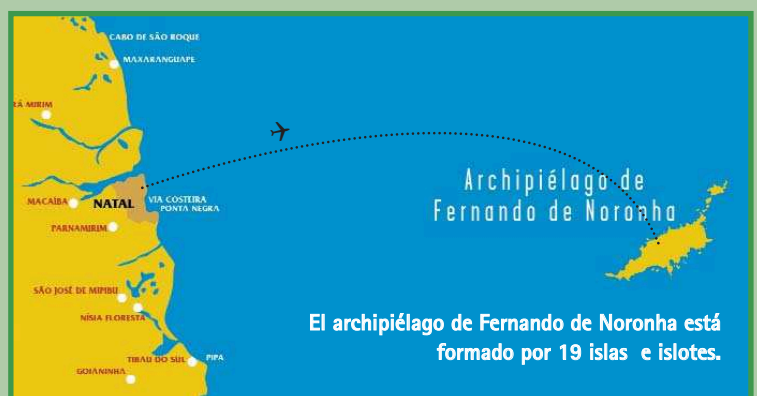 CABO DE SÃO ROQUE
MAXARANGUAPE
RÁ MIRIM
MACAÍBA
NATAL
VIA COSTEIRA
PONTA NEGRA
PARNAMIRIM
Archipiélago de
Fernando de Noronha
SÃO JOSÉ DE MIPIBU
NÍSIA FLORESTA
TIBAU DO SUL
PIPA
GOIANINHA
El archipiélago de Fernando de Noronha está
formado por 19 islas e islotes.